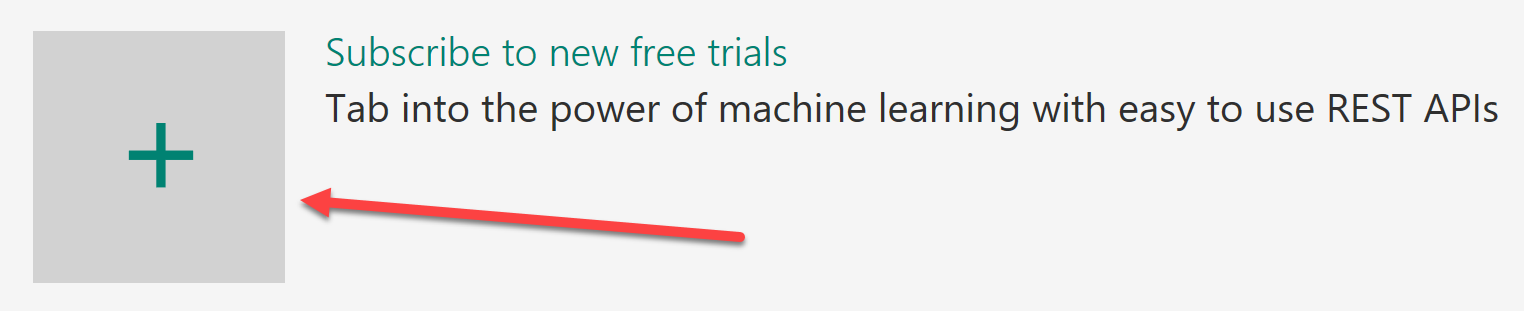 Subscribe to new free trials
Tab into the power of machine learning with easy to use REST APIs